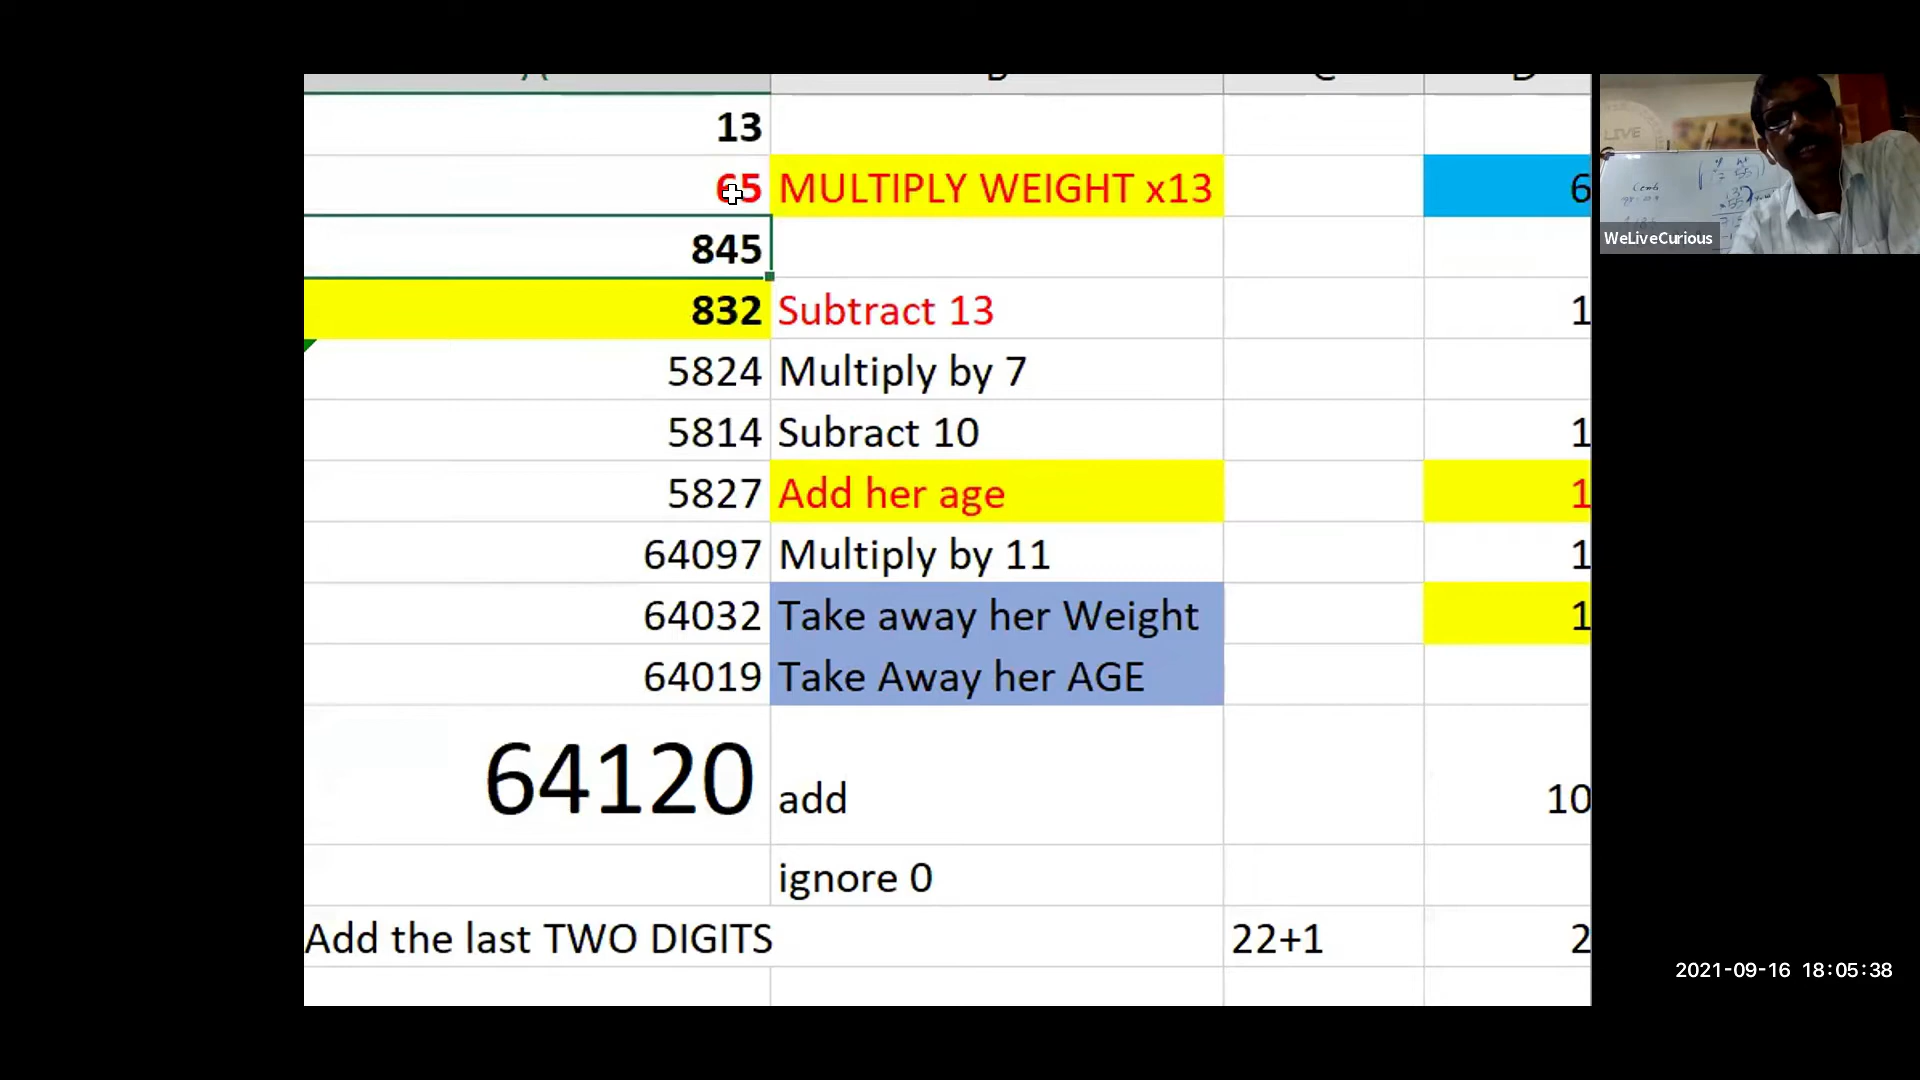 13
65 MULTIPLY WEIGHT x13 6
845
832 Subtract 13 1
5824 Multiply by 7
5814 Subract 10 1
5827 Add her age 1
64097 Multiply by 11 1
64032 Take away her Weight 1
64019 Take Away her AGE
64120 add 10
ignore 0
Add the last TWO DIGITS 22+1 2
LIVE
WeLiveCurious
2021-09-16 18:05:38